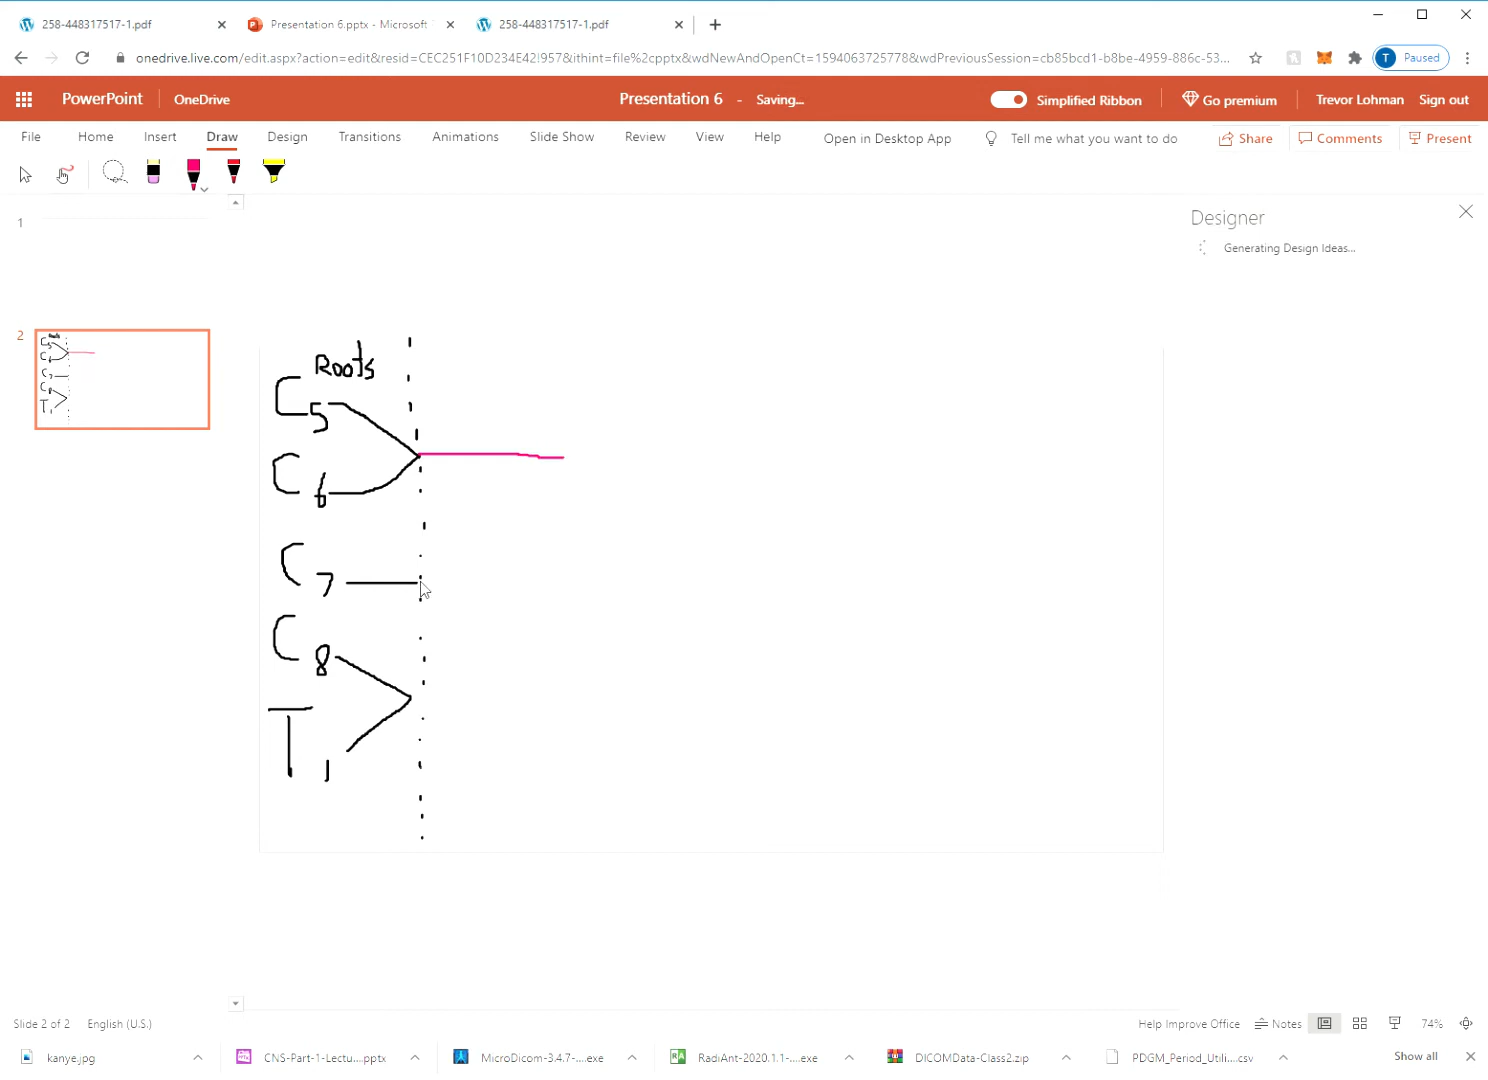 258-448317517-1.pdf
Presentation 6.pptx - Microsoft
258-448317517-1.pdf
onedrive.live.com/edit.aspx?action=edit&resid=CEC251F10D234E42!957&ithint=file%2cpptx&wdNewAndOpenCt=1594063725778&wdPreviousSession=cb85bcd1-b8be-4959-886c-53...
T Paused
PowerPoint OneDrive Presentation 6 - Saving... Simplified Ribbon Go premium Trevor Lohman Sign out
File Home Insert Draw Design Transitions Animations Slide Show Review View Help Open in Desktop App Tell me what you want to do Share Comments Present
1
Designer
Generating Design Ideas...
2
Roots
C5
C6
C7
C8
T1
Slide 2 of 2 English (U.S.) Help Improve Office Notes 74%
kanye.jpg CNS-Part-1-Lectu....pptx MicroDicom-3.4.7-....exe RadiAnt-2020.1.1-....exe DICOMData-Class2.zip PDGM_Period_Utili....csv Show all